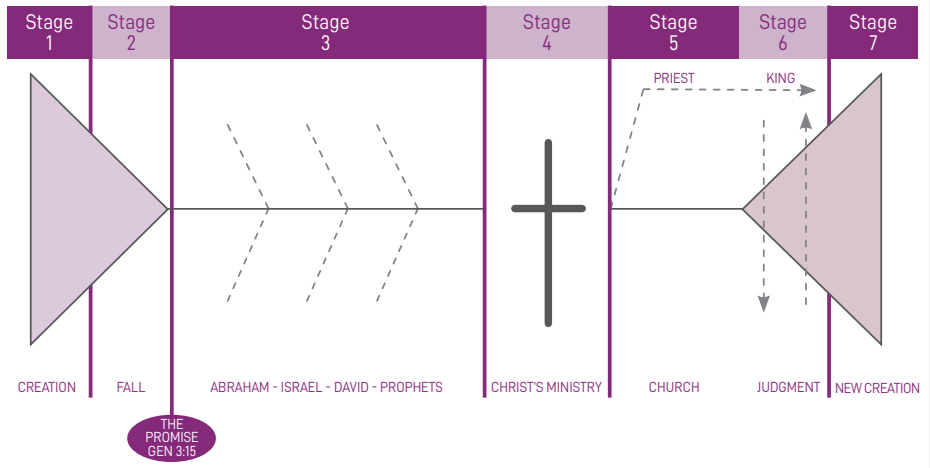 Stage
1
Stage
2
Stage
3
Stage
4
Stage
5
Stage
6
Stage
7
PRIEST
KING
CREATION
FALL
ABRAHAM - ISRAEL - DAVID - PROPHETS
CHRIST'S MINISTRY
CHURCH
JUDGMENT
NEW CREATION
THE
PROMISE
GEN 3:15